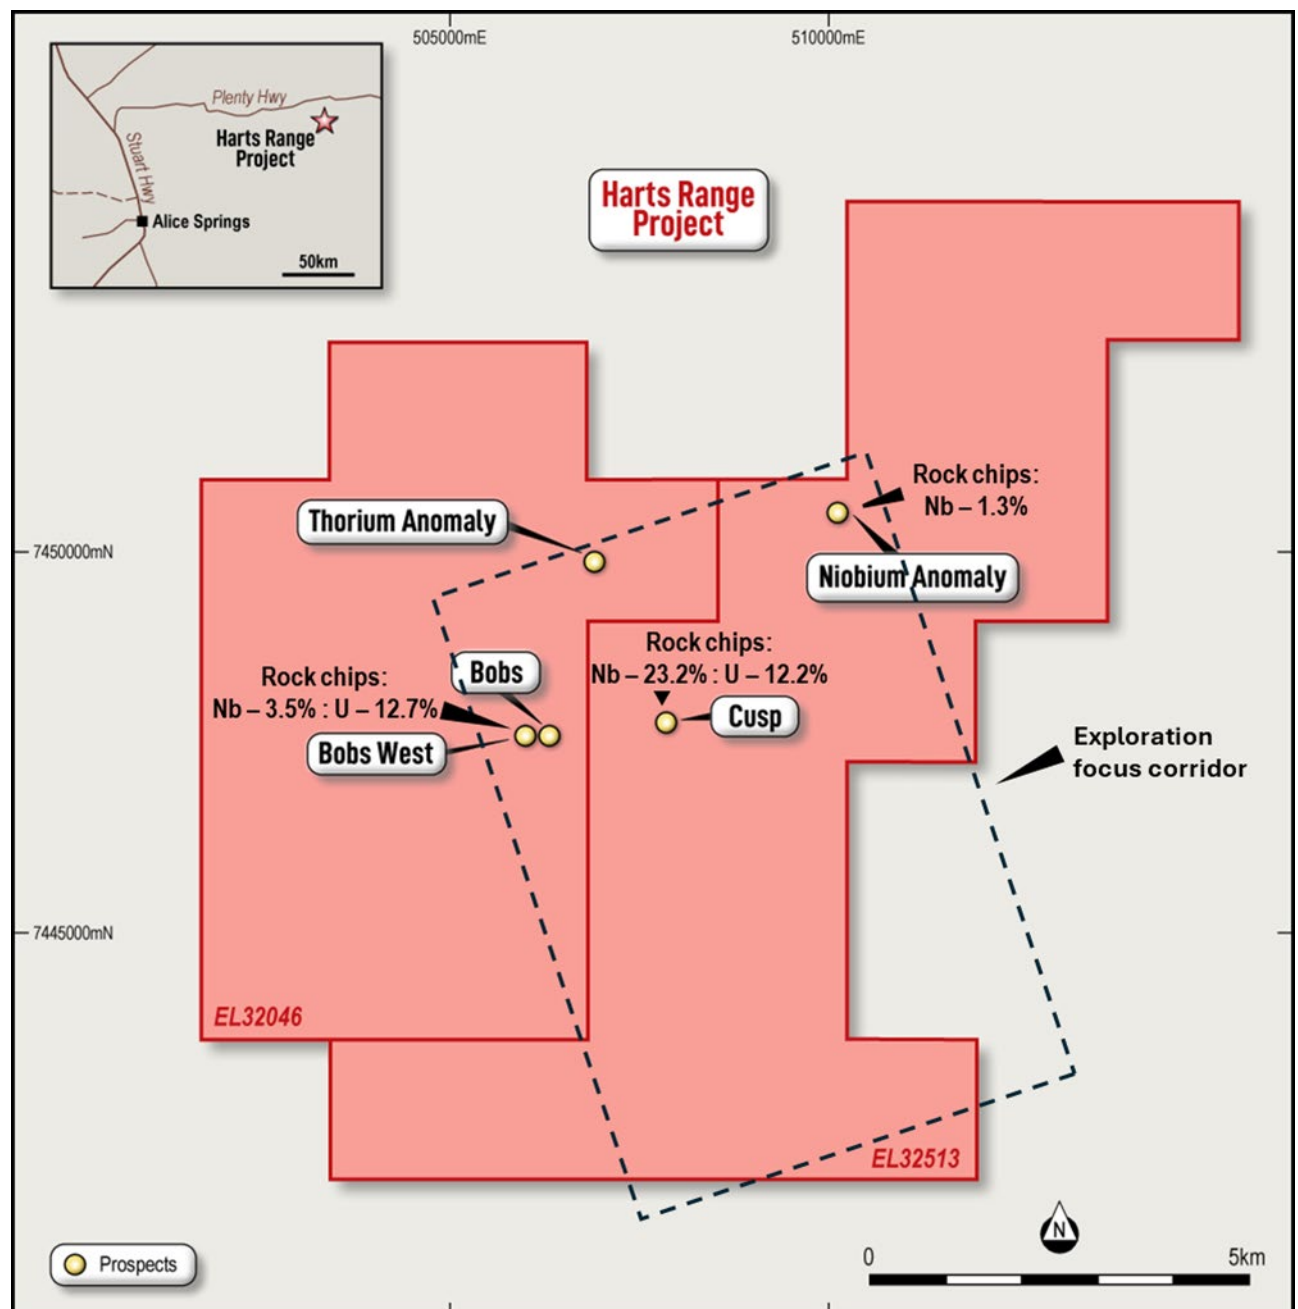 505000mE
510000mE
Plenty Hwy
Harts Range
Project
Stuart Hwy
Alice Springs
50km
Harts Range
Project
Rock chips:
Nb – 1.3%
Thorium Anomaly
7450000mN
Niobium Anomaly
Rock chips:
Nb – 23.2% : U – 12.2%
Bobs
Rock chips:
Nb – 3.5% : U – 12.7%
Cusp
Bobs West
Exploration
focus corridor
7445000mN
EL32046
EL32513
N
Prospects
0
5km